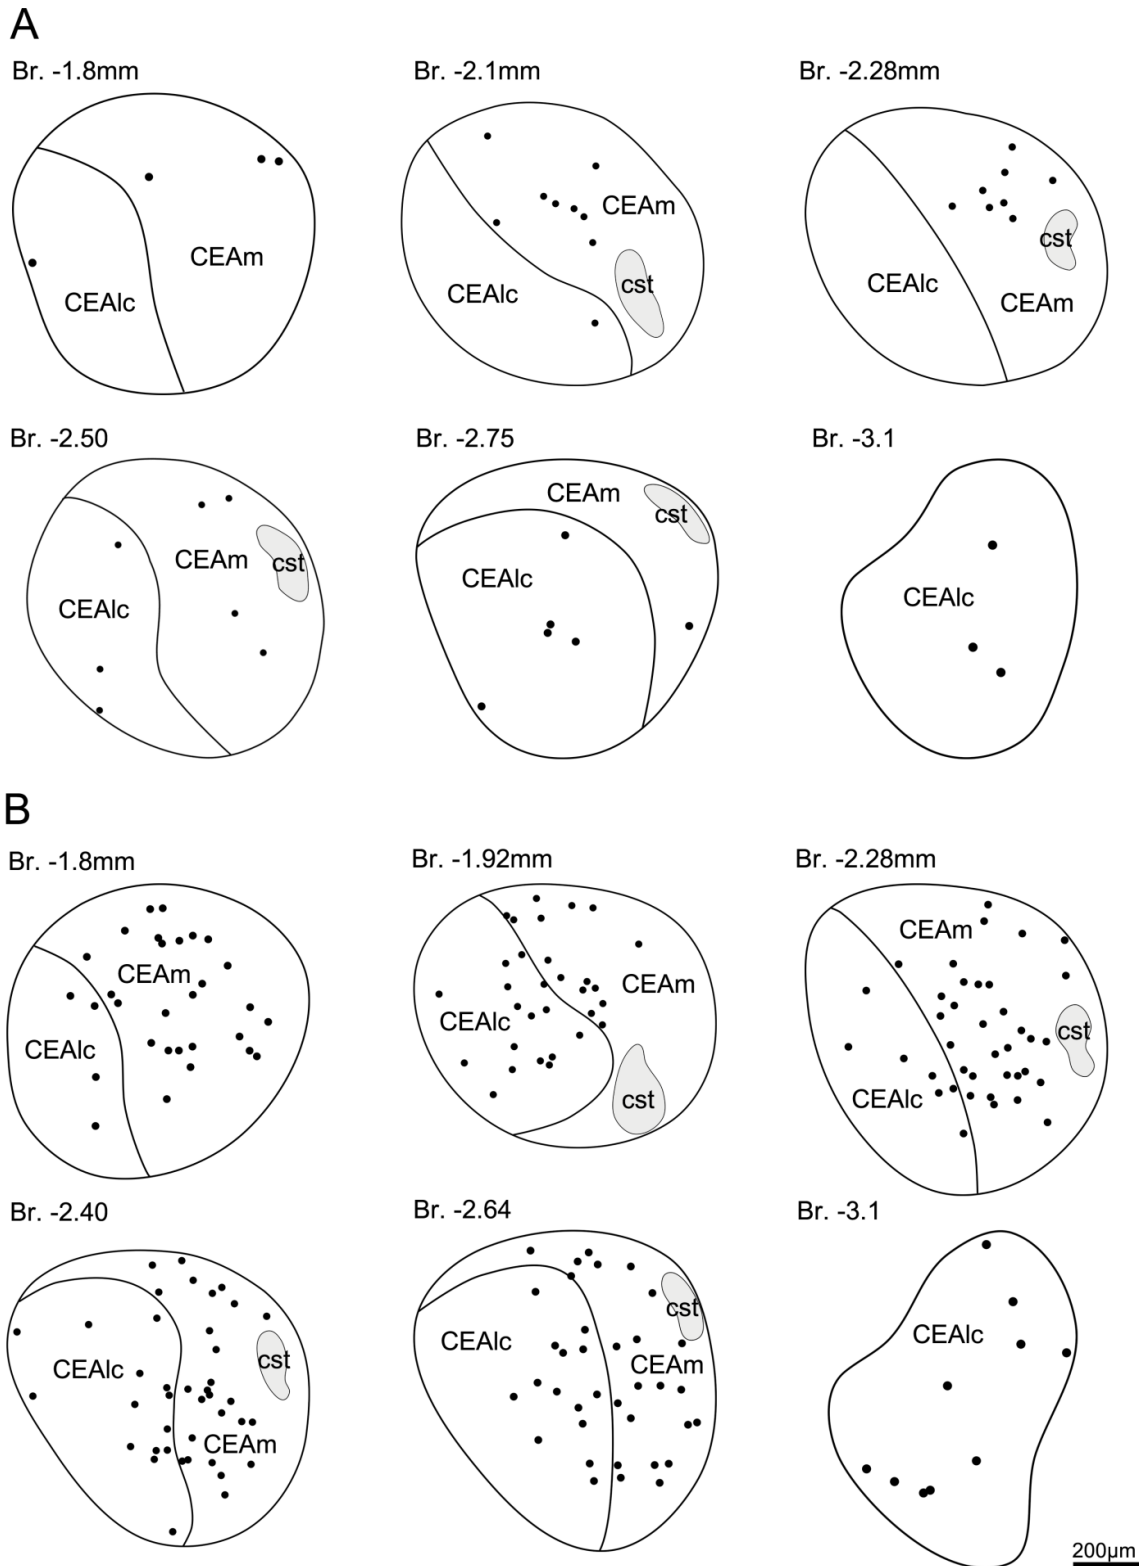 A
Br. -1.8mm
Br. -2.1mm
Br. -2.28mm
CEAm
CEAlc
CEAm
cst
CEAlc
cst
CEAlc
CEAm
Br. -2.50
Br. -2.75
Br. -3.1
CEAm
cst
CEAlc
CEAm
cst
CEAlc
CEAlc
B
Br. -1.8mm
Br. -1.92mm
Br. -2.28mm
CEAm
CEAlc
CEAm
CEAlc
cst
CEAm
cst
CEAlc
Br. -2.40
Br. -2.64
Br. -3.1
cst
CEAlc
CEAm
cst
CEAlc
CEAm
CEAlc
200µm